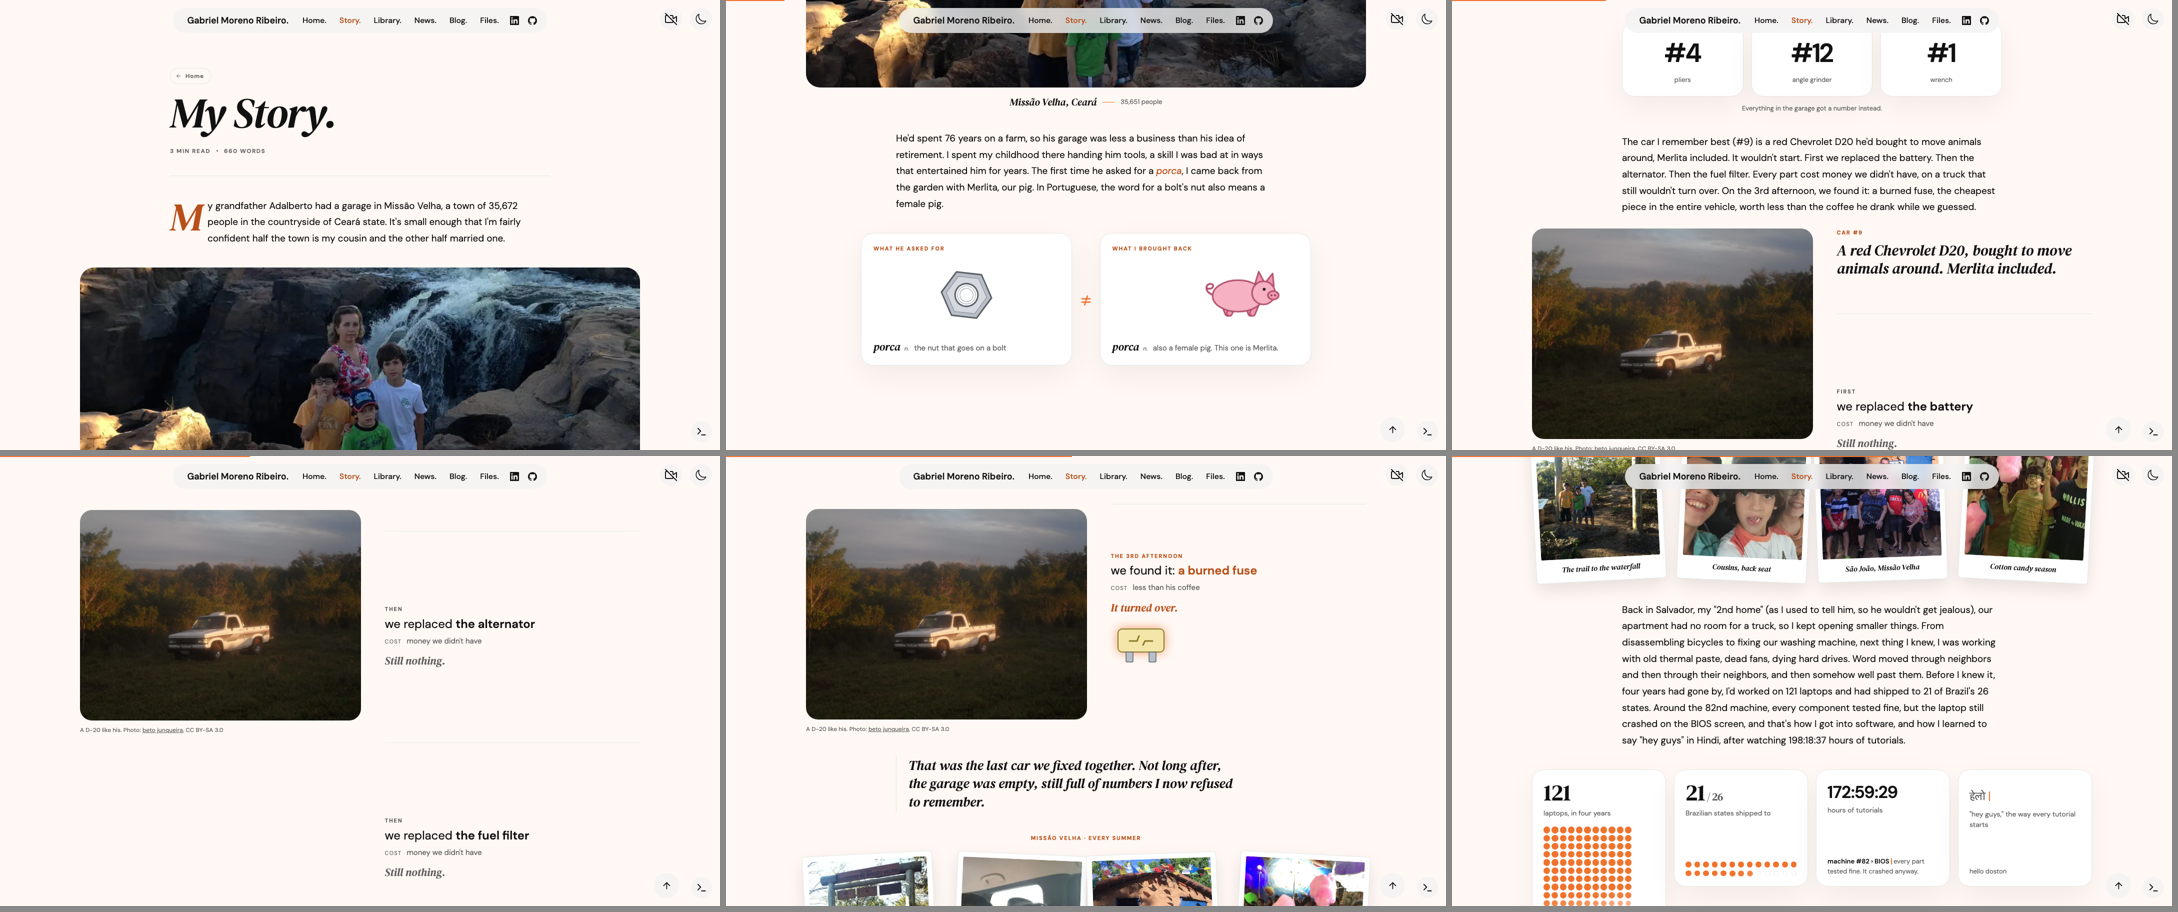 Gabriel Moreno Ribeiro. Home. Story. Library. News. Blog. Files.
← Home
My Story.
3 MIN READ • 660 WORDS
My grandfather Adalberto had a garage in Missão Velha, a town of 35,672
people in the countryside of Ceará state. It's small enough that I'm fairly
confident half the town is my cousin and the other half married one.
Gabriel Moreno Ribeiro. Home. Story. Library. News. Blog. Files.
Missão Velha, Ceará — 35,651 people
He'd spent 76 years on a farm, so his garage was less a business than his idea of
retirement. I spent my childhood there handing him tools, a skill I was bad at in ways
that entertained him for years. The first time he asked for a porca, I came back from
the garden with Merlita, our pig. In Portuguese, the word for a bolt's nut also means a
female pig.
WHAT HE ASKED FOR
porca n. the nut that goes on a bolt
≠
WHAT I BROUGHT BACK
porca n. also a female pig. This one is Merlita.
Gabriel Moreno Ribeiro. Home. Story. Library. News. Blog. Files.
#4
pliers
#12
angle grinder
#1
wrench
Everything in the garage got a number instead.
The car I remember best (#9) is a red Chevrolet D20 he'd bought to move animals
around, Merlita included. It wouldn't start. First we replaced the battery. Then the
alternator. Then the fuel filter. Every part cost money we didn't have, on a truck that
still wouldn't turn over. On the 3rd afternoon, we found it: a burned fuse, the cheapest
piece in the entire vehicle, worth less than the coffee he drank while we guessed.
CAR #9
A red Chevrolet D20, bought to move
animals around. Merlita included.
FIRST
we replaced the battery
COST money we didn't have
Still nothing.
A D-20 like his. Photo: beto junqueira, CC BY-SA 3.0
Gabriel Moreno Ribeiro. Home. Story. Library. News. Blog. Files.
THEN
we replaced the alternator
COST money we didn't have
Still nothing.
A D-20 like his. Photo: beto junqueira, CC BY-SA 3.0
THEN
we replaced the fuel filter
COST money we didn't have
Still nothing.
Gabriel Moreno Ribeiro. Home. Story. Library. News. Blog. Files.
THE 3RD AFTERNOON
we found it: a burned fuse
COST less than his coffee
It turned over.
A D-20 like his. Photo: beto junqueira, CC BY-SA 3.0
That was the last car we fixed together. Not long after,
the garage was empty, still full of numbers I now refused
to remember.
MISSÃO VELHA · EVERY SUMMER
Gabriel Moreno Ribeiro. Home. Story. Library. News. Blog. Files.
The trail to the waterfall
Cousins, back seat
São João, Missão Velha
Cotton candy season
Back in Salvador, my "2nd home" (as I used to tell him, so he wouldn't get jealous), our
apartment had no room for a truck, so I kept opening smaller things. From
disassembling bicycles to fixing our washing machine, next thing I knew, I was working
with old thermal paste, dead fans, dying hard drives. Word moved through neighbors
and then through their neighbors, and then somehow well past them. Before I knew it,
four years had gone by, I'd worked on 121 laptops and had shipped to 21 of Brazil's 26
states. Around the 82nd machine, every component tested fine, but the laptop still
crashed on the BIOS screen, and that's how I got into software, and how I learned to
say "hey guys" in Hindi, after watching 198:18:37 hours of tutorials.
121
laptops, in four years
21 / 26
Brazilian states shipped to
172:59:29
hours of tutorials
machine #82 › BIOS | every part
tested fine. It crashed anyway.
हेलो |
"hey guys," the way every tutorial
starts
hello doston